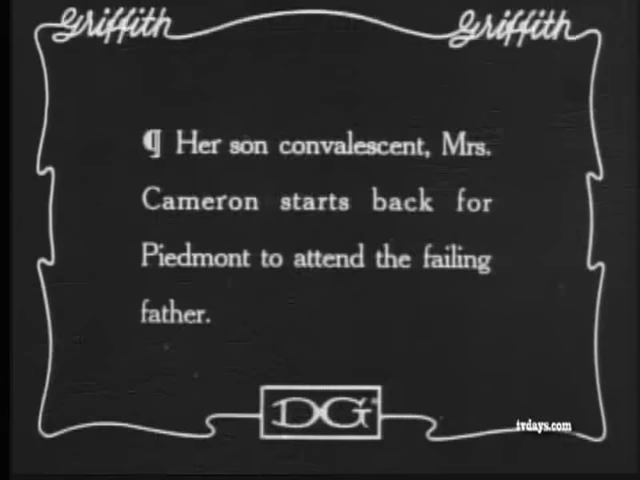 Griffith Griffith
¶ Her son convalescent, Mrs.
Cameron starts back for
Piedmont to attend the failing
father.
DG
tvdays.com